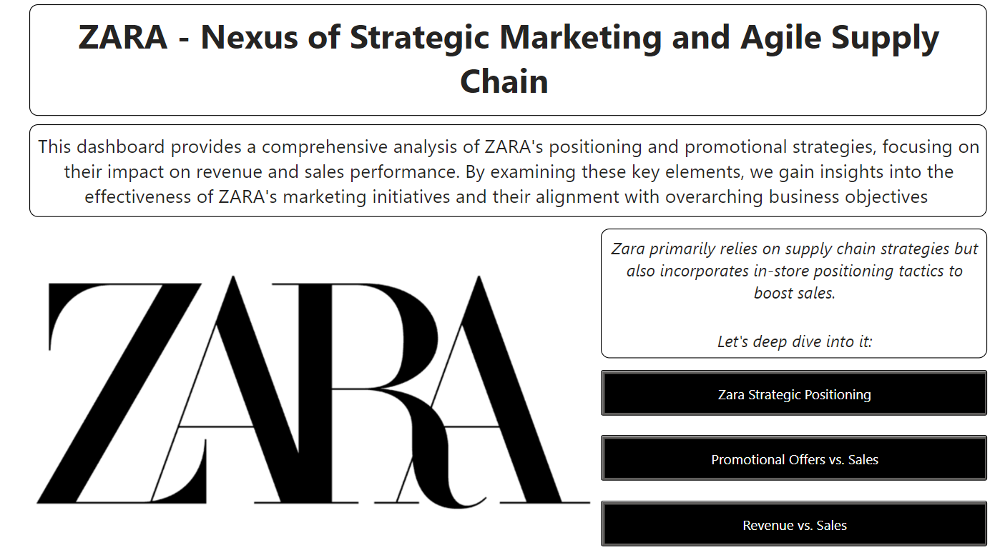 ZARA - Nexus of Strategic Marketing and Agile Supply
Chain
This dashboard provides a comprehensive analysis of ZARA's positioning and promotional strategies, focusing on
their impact on revenue and sales performance. By examining these key elements, we gain insights into the
effectiveness of ZARA's marketing initiatives and their alignment with overarching business objectives
ZARA
Zara primarily relies on supply chain strategies but
also incorporates in-store positioning tactics to
boost sales.
Let's deep dive into it:
Zara Strategic Positioning
Promotional Offers vs. Sales
Revenue vs. Sales